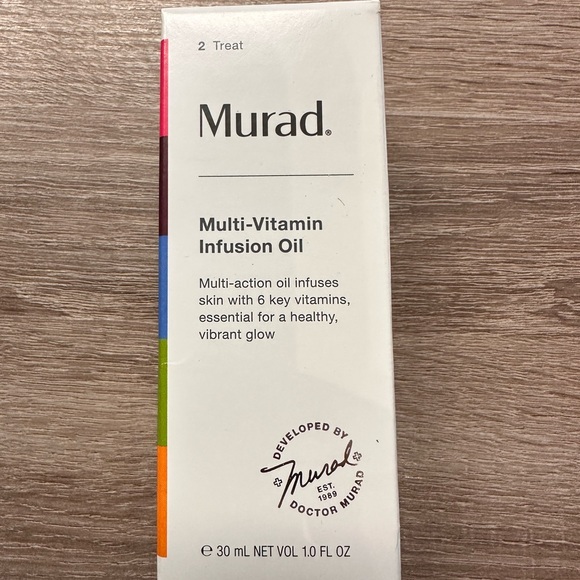 2 Treat
Murad®
Multi-Vitamin
Infusion Oil
Multi-action oil infuses
skin with 6 key vitamins,
essential for a healthy,
vibrant glow
DEVELOPED BY
Murad
EST.
1989
DOCTOR MURAD
℮ 30 mL NET VOL 1.0 FL OZ